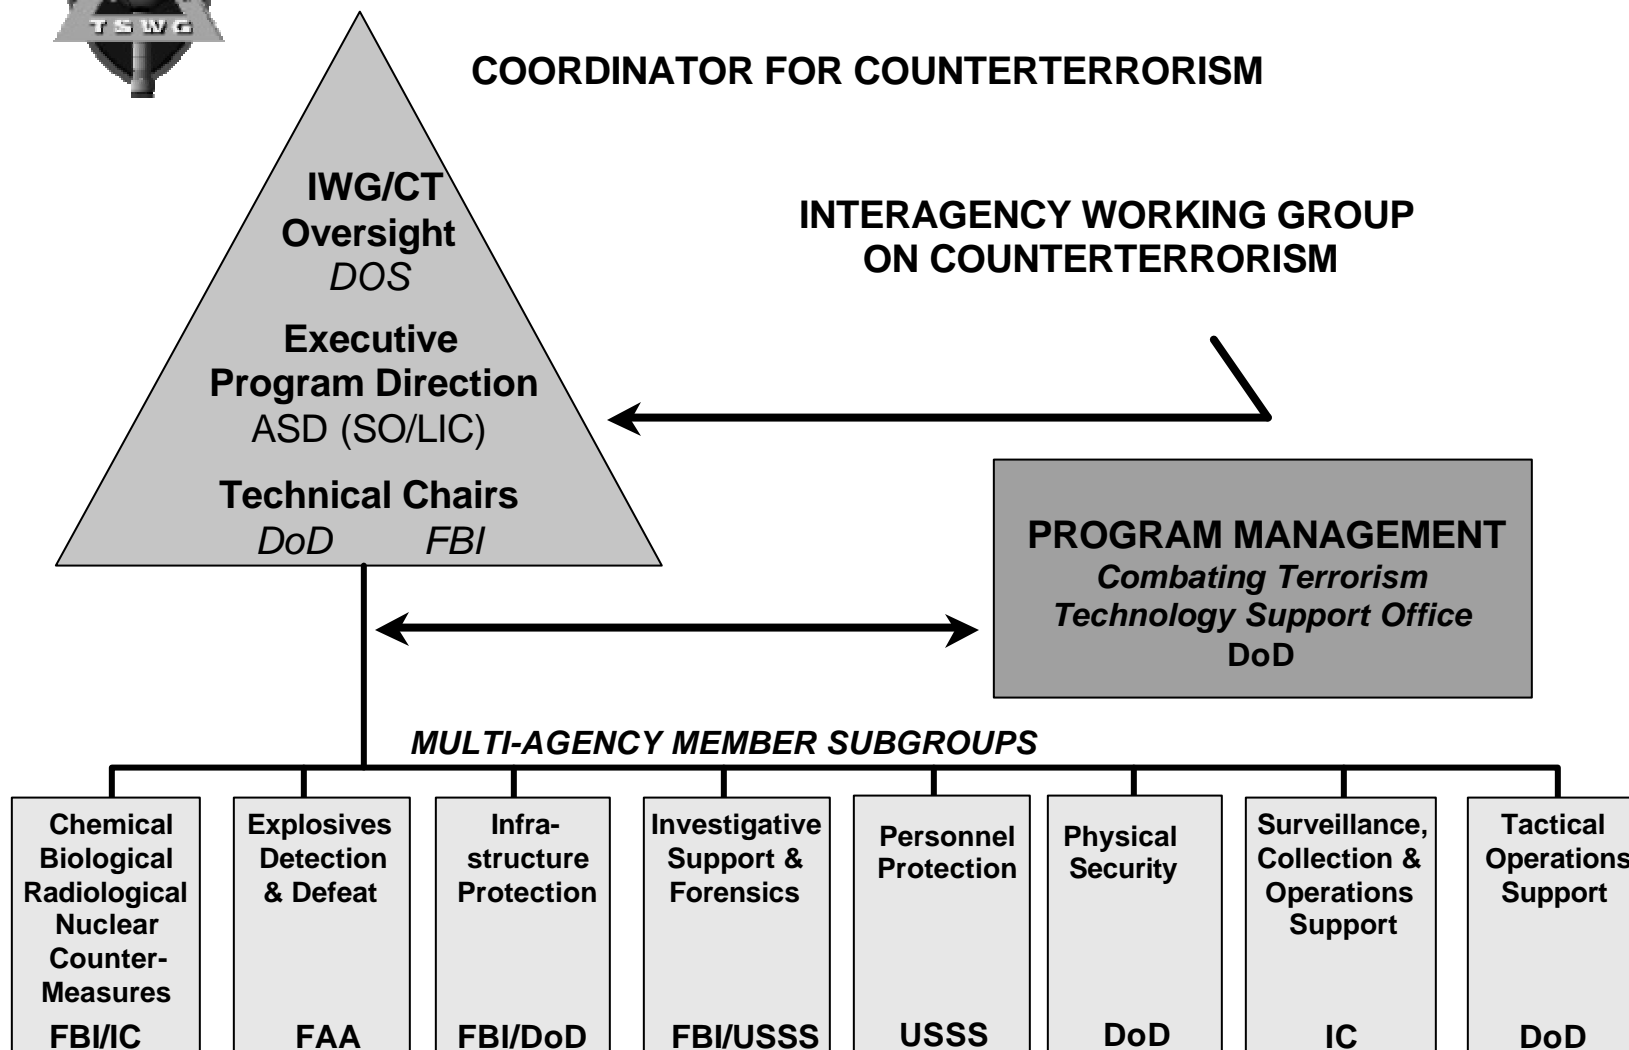 TSWG
COORDINATOR FOR COUNTERTERRORISM
IWG/CT
Oversight
DOS
Executive
Program Direction
ASD (SO/LIC)
Technical Chairs
DoD FBI
INTERAGENCY WORKING GROUP
ON COUNTERTERRORISM
PROGRAM MANAGEMENT
Combating Terrorism
Technology Support Office
DoD
MULTI-AGENCY MEMBER SUBGROUPS
Chemical
Biological
Radiological
Nuclear
Counter-
Measures
FBI/IC
Explosives
Detection
& Defeat
FAA
Infra-
structure
Protection
FBI/DoD
Investigative
Support &
Forensics
FBI/USSS
Personnel
Protection
USSS
Physical
Security
DoD
Surveillance,
Collection &
Operations
Support
IC
Tactical
Operations
Support
DoD